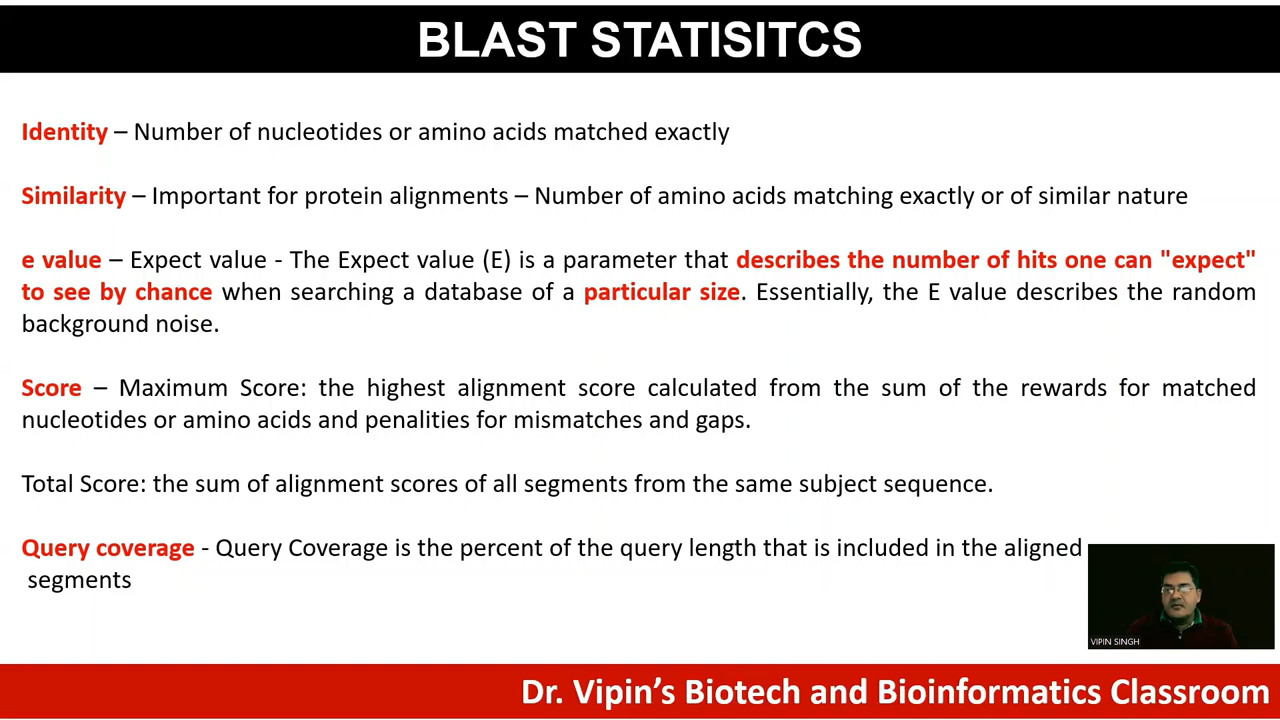 BLAST STATISITCS
Identity – Number of nucleotides or amino acids matched exactly
Similarity – Important for protein alignments – Number of amino acids matching exactly or of similar nature
e value – Expect value - The Expect value (E) is a parameter that describes the number of hits one can "expect"
to see by chance when searching a database of a particular size. Essentially, the E value describes the random
background noise.
Score – Maximum Score: the highest alignment score calculated from the sum of the rewards for matched
nucleotides or amino acids and penalities for mismatches and gaps.
Total Score: the sum of alignment scores of all segments from the same subject sequence.
Query coverage - Query Coverage is the percent of the query length that is included in the aligned
segments
VIPIN SINGH
Dr. Vipin’s Biotech and Bioinformatics Classroom